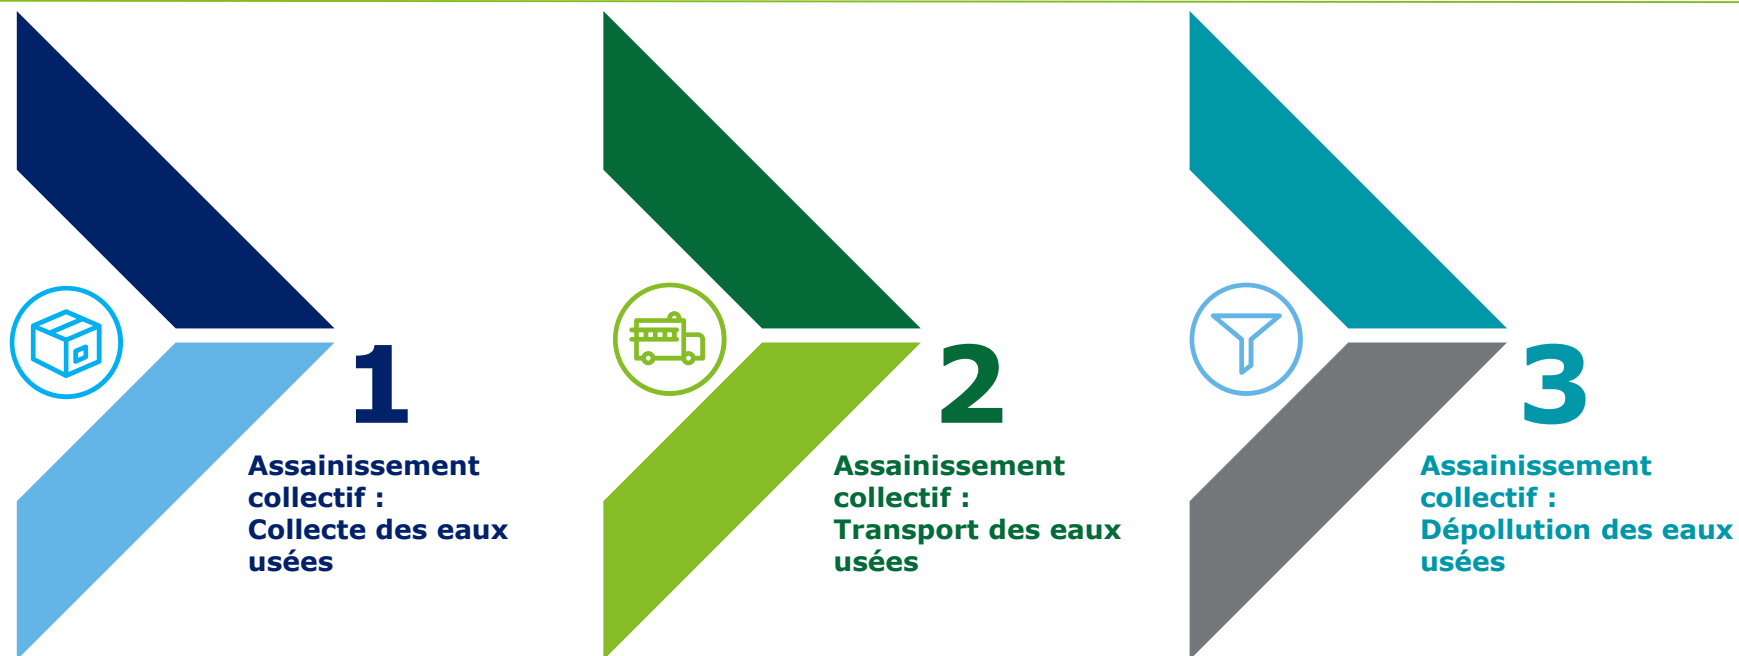 1
Assainissement
collectif :
Collecte des eaux
usées
2
Assainissement
collectif :
Transport des eaux
usées
3
Assainissement
collectif :
Dépollution des eaux
usées